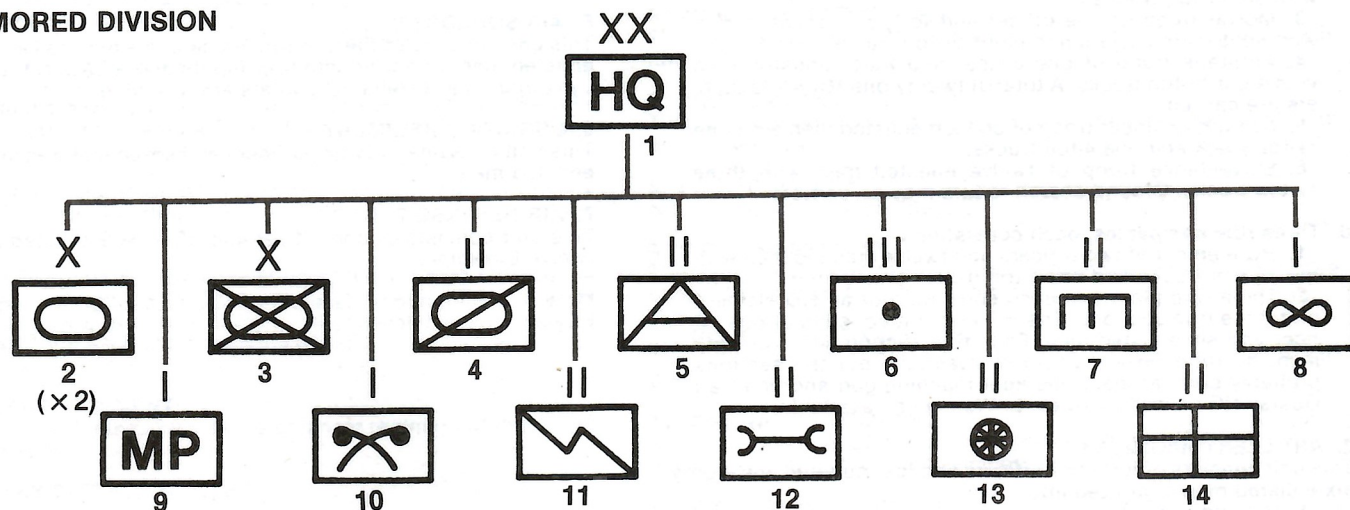 MORED DIVISION
XX
HQ
1
X X II II III II I
2 3 4 5 6 7 8
(×2)
I I II II II II
MP
9 10 11 12 13 14